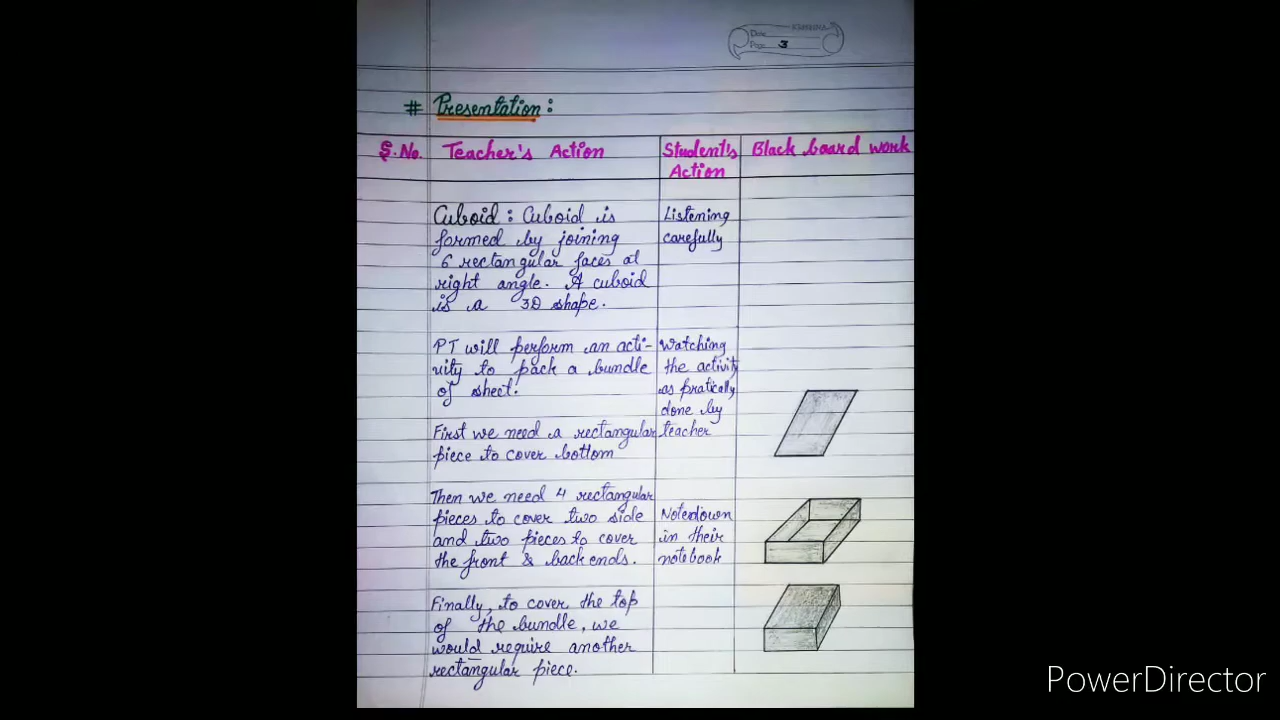 KRISHNA
Date
Page 3
# Presentation :
S.No. Teacher's Action Student's Action Black board work
Cuboid : Cuboid is
formed by joining
6 rectangular faces at
right angle. A cuboid
is a 3D shape.
Listening
carefully
PT will perform an acti-
vity to pack a bundle
of sheet.
Watching
the activity
as pratically
done by
teacher
First we need a rectangular
piece to cover bottom
Then we need 4 rectangular
pieces to cover two side
and two pieces to cover
the front & back ends.
Notedown
in their
notebook
Finally, to cover the top
of the bundle, we
would require another
rectangular piece.
PowerDirector